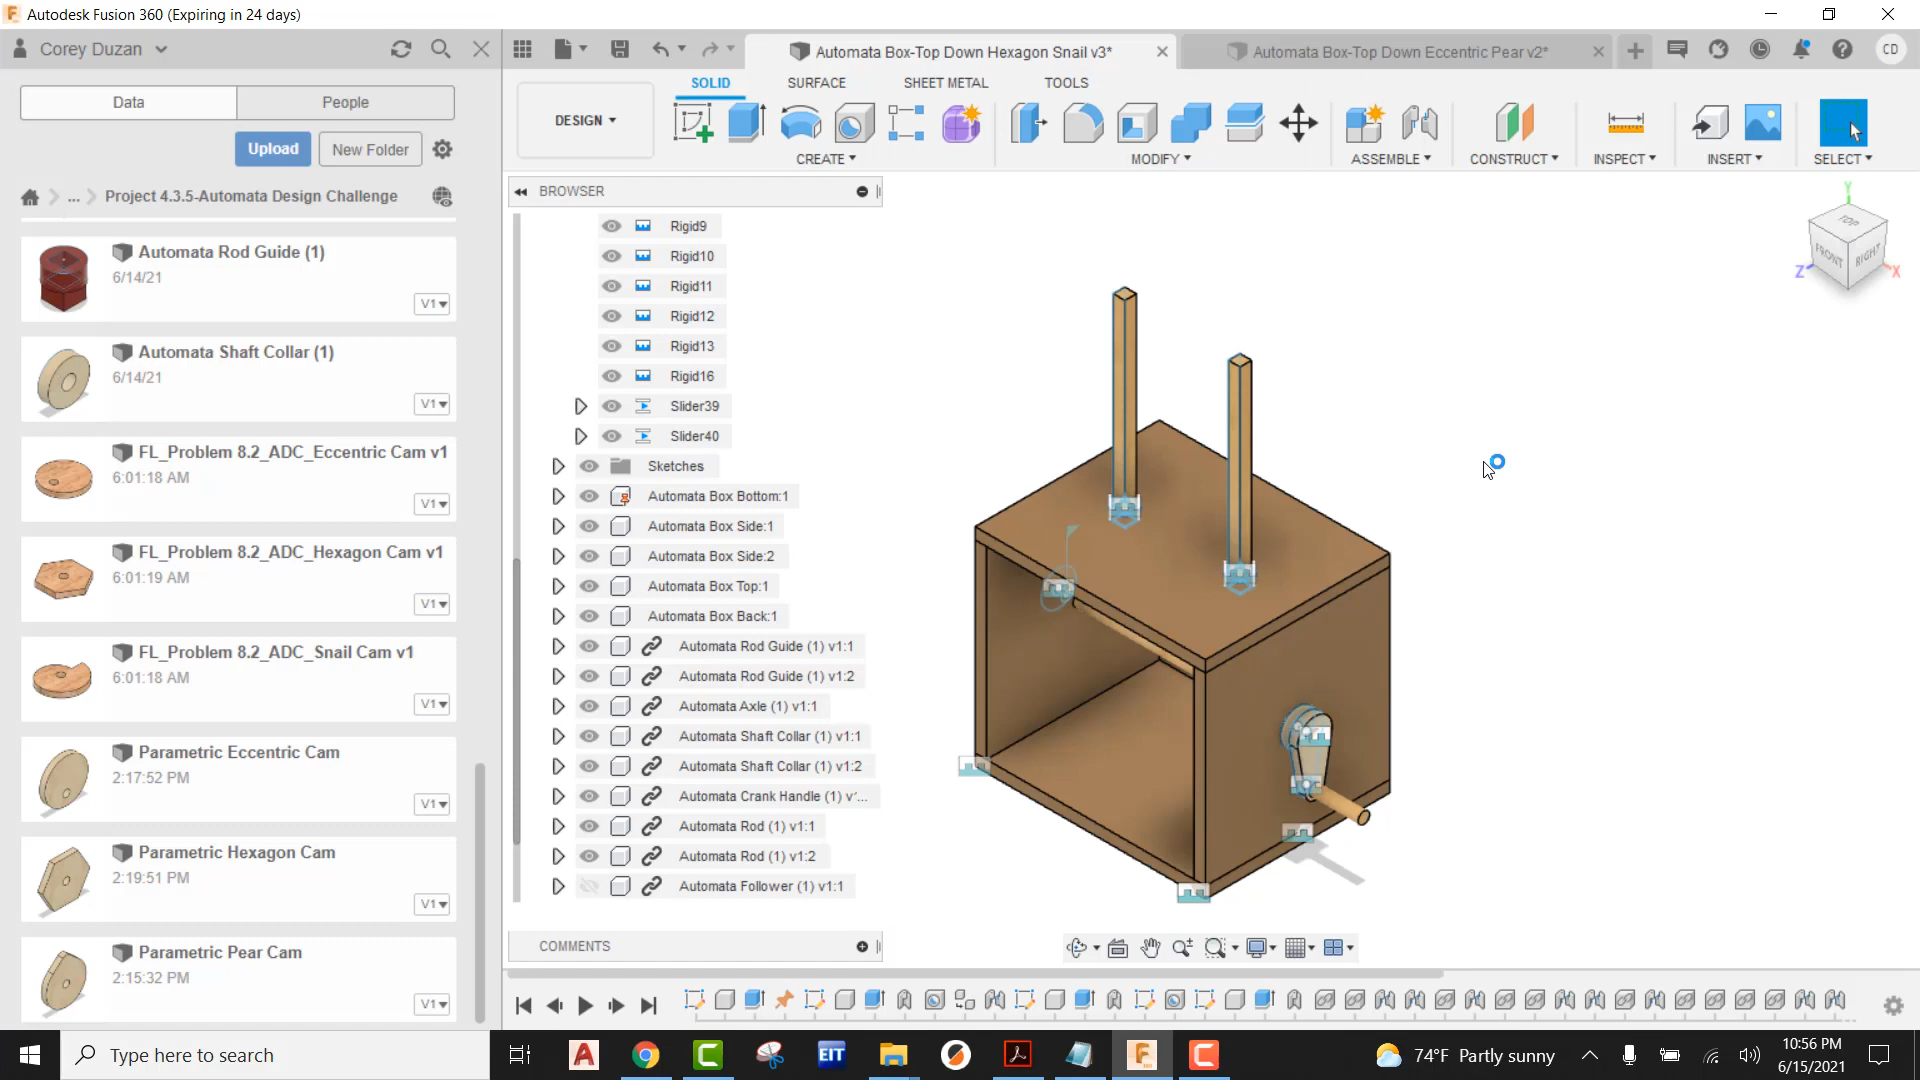 Autodesk Fusion 360 (Expiring in 24 days)
Corey Duzan
Automata Box-Top Down Hexagon Snail v3*
Automata Box-Top Down Eccentric Pear v2*
CD
Data
People
Upload
New Folder
... Project 4.3.5-Automata Design Challenge
Automata Rod Guide (1)
6/14/21
V1
Automata Shaft Collar (1)
6/14/21
V1
FL_Problem 8.2_ADC_Eccentric Cam v1
6:01:18 AM
V1
FL_Problem 8.2_ADC_Hexagon Cam v1
6:01:19 AM
V1
FL_Problem 8.2_ADC_Snail Cam v1
6:01:18 AM
V1
Parametric Eccentric Cam
2:17:52 PM
V1
Parametric Hexagon Cam
2:19:51 PM
V1
Parametric Pear Cam
2:15:32 PM
V1
SOLID
SURFACE
SHEET METAL
TOOLS
DESIGN
CREATE
MODIFY
ASSEMBLE
CONSTRUCT
INSPECT
INSERT
SELECT
BROWSER
Rigid9
Rigid10
Rigid11
Rigid12
Rigid13
Rigid16
Slider39
Slider40
Sketches
Automata Box Bottom:1
Automata Box Side:1
Automata Box Side:2
Automata Box Top:1
Automata Box Back:1
Automata Rod Guide (1) v1:1
Automata Rod Guide (1) v1:2
Automata Axle (1) v1:1
Automata Shaft Collar (1) v1:1
Automata Shaft Collar (1) v1:2
Automata Crank Handle (1) v'...
Automata Rod (1) v1:1
Automata Rod (1) v1:2
Automata Follower (1) v1:1
COMMENTS
Y
TOP
FRONT
RIGHT
Z
X
Type here to search
EIT
74°F Partly sunny
10:56 PM
6/15/2021